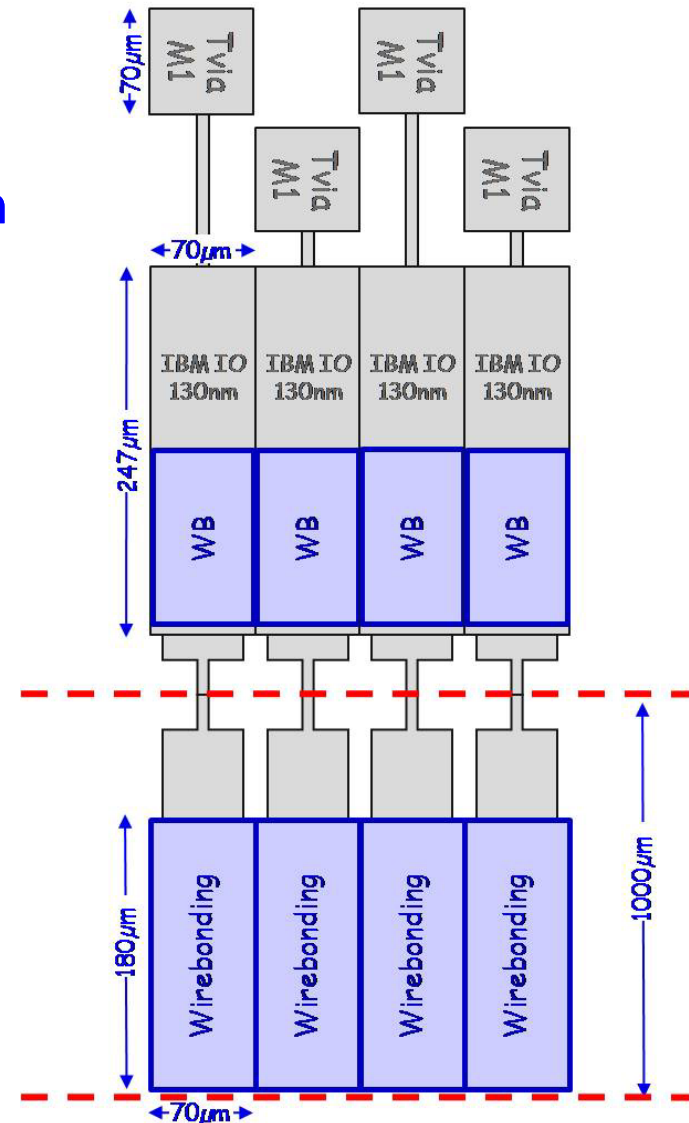 70µm
Tvia
M1
Tvia
M1
Tvia
M1
Tvia
M1
70µm
IBM IO
130nm
IBM IO
130nm
IBM IO
130nm
IBM IO
130nm
247µm
WB
WB
WB
WB
Wirebonding
Wirebonding
Wirebonding
Wirebonding
180µm
1000µm
70µm